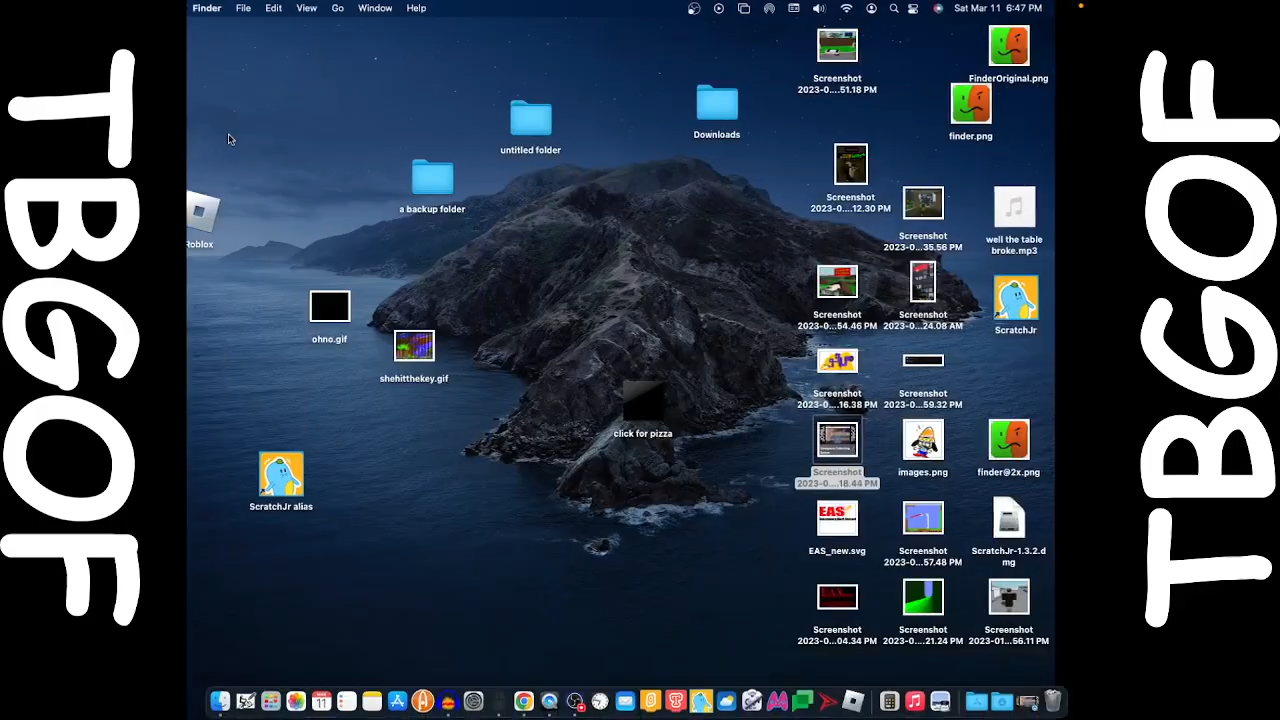 Finder File Edit View Go Window Help
Sat Mar 11 6:47 PM
TBGOF
TBGOF
Screenshot
2023-0....51.18 PM
FinderOriginal.png
finder.png
untitled folder
Downloads
a backup folder
Screenshot
2023-0....12.30 PM
Screenshot
2023-0....35.56 PM
well the table
broke.mp3
Roblox
ohno.gif
shehitthekey.gif
Screenshot
2023-0....54.46 PM
Screenshot
2023-0....24.08 AM
ScratchJr
Screenshot
2023-0....16.38 PM
Screenshot
2023-0....59.32 PM
click for pizza
Screenshot
2023-0....18.44 PM
images.png
finder@2x.png
ScratchJr alias
EAS
EAS_new.svg
Screenshot
2023-0....57.48 PM
ScratchJr-1.3.2.d
mg
Screenshot
2023-0....04.34 PM
Screenshot
2023-0....21.24 PM
Screenshot
2023-01....56.11 PM
11